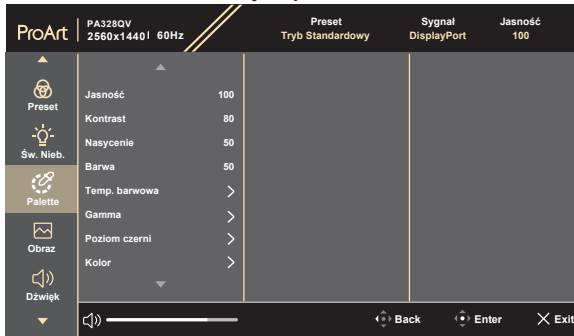 ProArt
PA328QV
2560x1440 60Hz
Preset
Tryb Standardowy
Sygnał
DisplayPort
Jasność
100
Preset
Św. Nieb.
Palette
Obraz
Dźwięk
Jasność 100
Kontrast 80
Nasycenie 50
Barwa 50
Temp. barwowa
Gamma
Poziom czerni
Kolor
Back
Enter
Exit